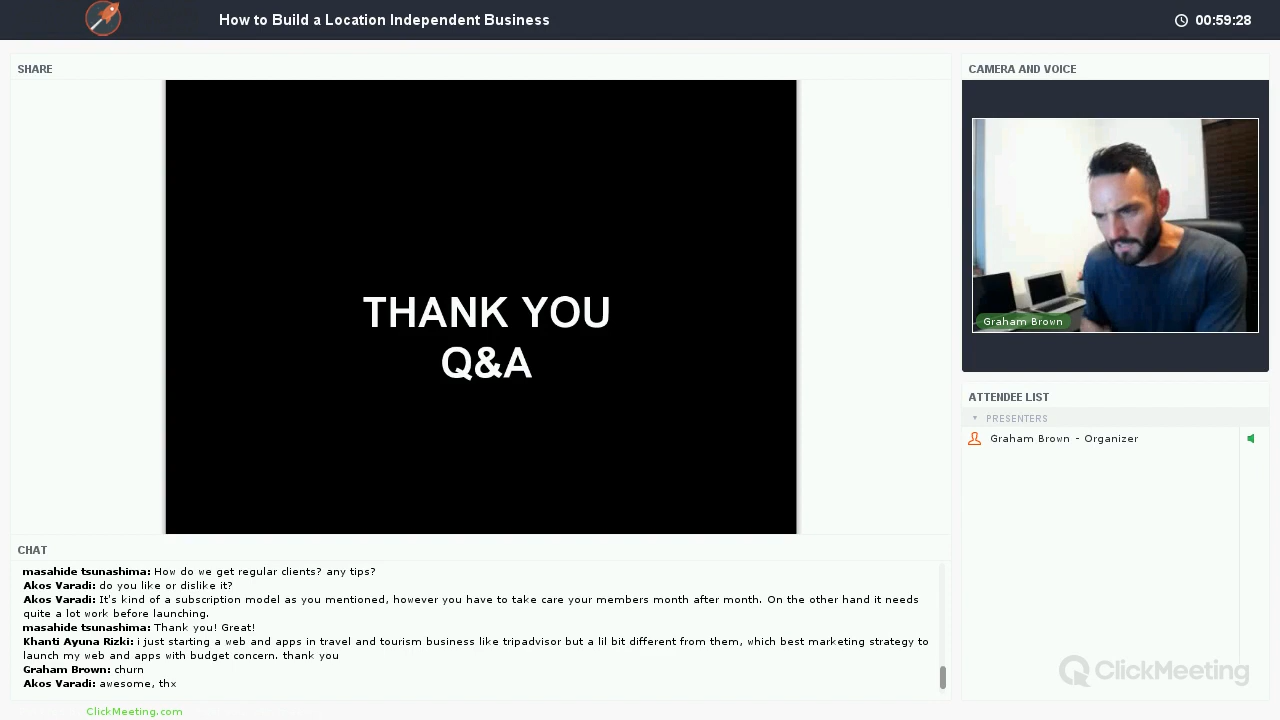 How to Build a Location Independent Business
00:59:28
SHARE
THANK YOU
Q&A
CAMERA AND VOICE
Graham Brown
ATTENDEE LIST
PRESENTERS
Graham Brown - Organizer
CHAT
masahide tsunashima: How do we get regular clients? any tips?
Akos Varadi: do you like or dislike it?
Akos Varadi: It's kind of a subscription model as you mentioned, however you have to take care your members month after month. On the other hand it needs
quite a lot work before launching.
masahide tsunashima: Thank you! Great!
Khanti Ayuna Rizki: i just starting a web and apps in travel and tourism business like tripadvisor but a lil bit different from them, which best marketing strategy to
launch my web and apps with budget concern. thank you
Graham Brown: churn
Akos Varadi: awesome, thx
ClickMeeting
ClickMeeting.com